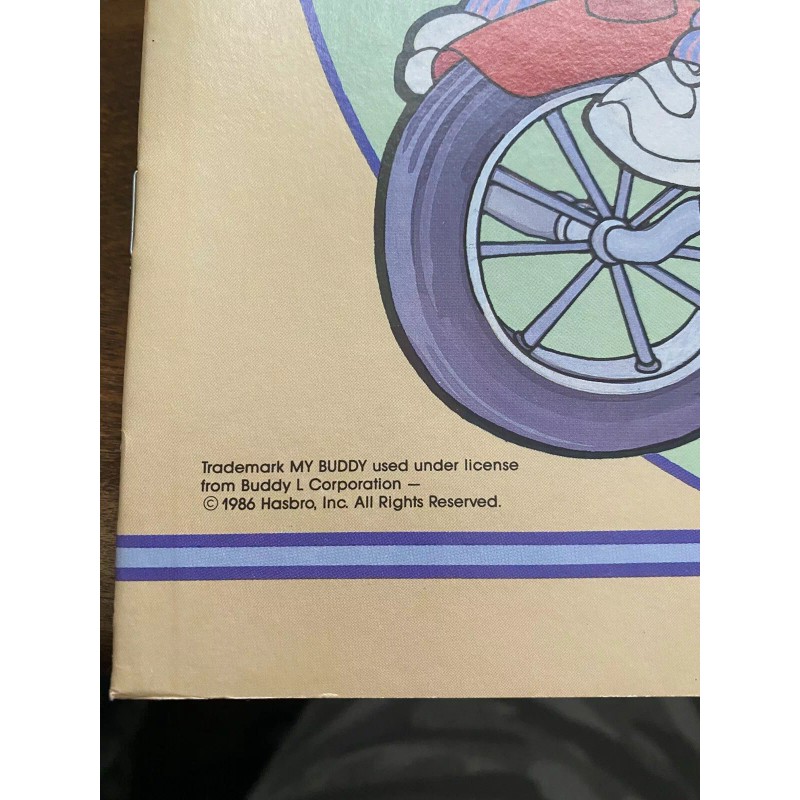 Trademark MY BUDDY used under license
from Buddy L Corporation —
© 1986 Hasbro, Inc. All Rights Reserved.